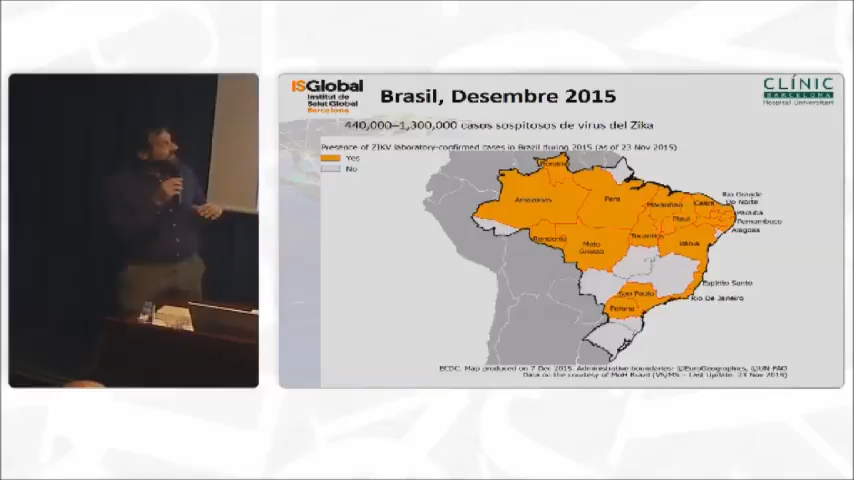 ISGlobal
Institut de
Salut Global
Barcelona
Brasil, Desembre 2015
CLÍNIC
BARCELONA
Hospital Universitari
440,000–1,300,000 casos sospitosos de virus del Zika
Presence of ZIKV laboratory-confirmed cases in Brazil during 2015 (as of 23 Nov 2015)
Yes
No
Roraima
Amazonas
Para
Maranhao
Ceara
Rio Grande
Do Norte
Paraiba
Pernambuco
Alagoas
Piaui
Tocantins
Bahia
Rondonia
Mato
Grosso
Espirito Santo
Sao Paulo
Rio De Janeiro
Parana
ECDC. Map produced on 7 Dec 2015. Administrative boundaries: ©EuroGeographics, ©UN-FAO
Data on the courtesy of MoH Brazil (VS/MS – Last Update: 23 Nov 2015)